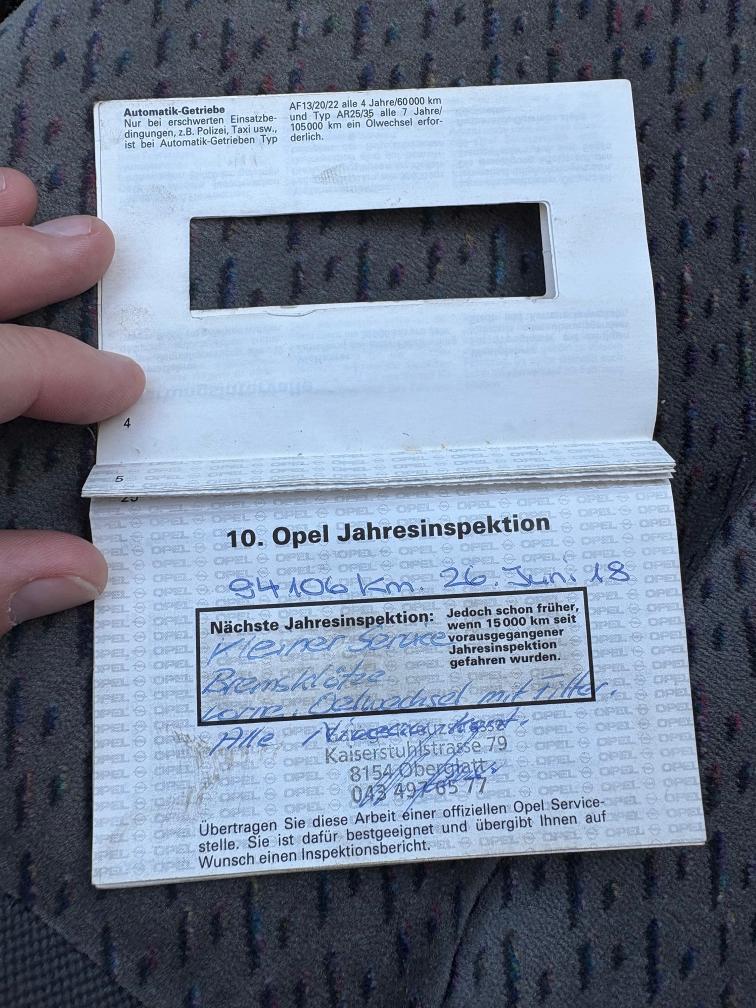 Automatik-Getriebe
Nur bei erschwerten Einsatzbe-
dingungen, z.B. Polizei, Taxi usw.,
ist bei Automatik-Getrieben Typ
AF13/20/22 alle 4 Jahre/60000 km
und Typ AR25/35 alle 7 Jahre/
105000 km ein Ölwechsel erfor-
derlich.
4
5
10. Opel Jahresinspektion
94106 km. 26. Juni 18
Nächste Jahresinspektion:
Jedoch schon früher,
wenn 15000 km seit
vorausgegangener
Jahresinspektion
gefahren wurden.
Kleiner Service
Bremsklötze
vorne, Oelwechsel mit Filter.
Alle
Kaiserstuhlstrasse 79
8154 Oberglatt
043 497 65 77
Übertragen Sie diese Arbeit einer offiziellen Opel Service-
stelle. Sie ist dafür bestgeeignet und übergibt Ihnen auf
Wunsch einen Inspektionsbericht.